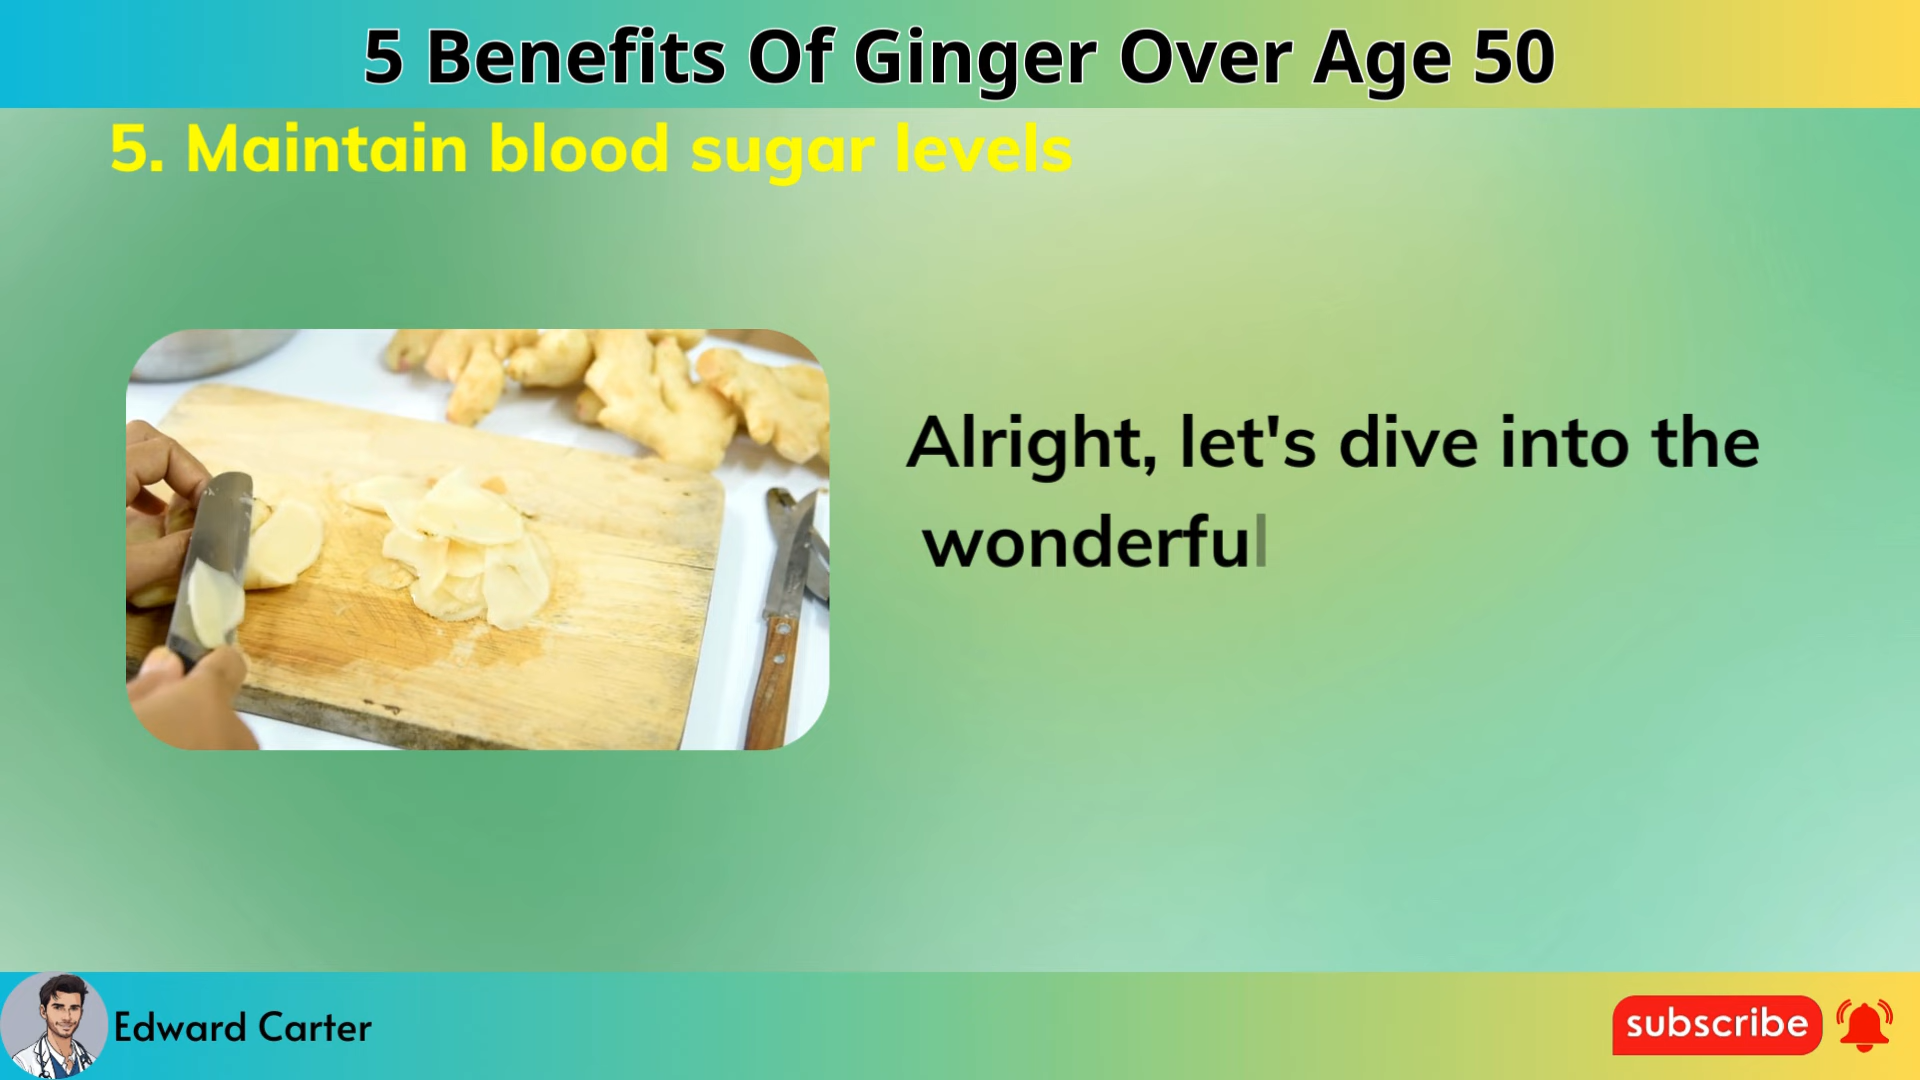 5 Benefits Of Ginger Over Age 50
5. Maintain blood sugar levels
Alright, let's dive into the
wonderful
Edward Carter
subscribe